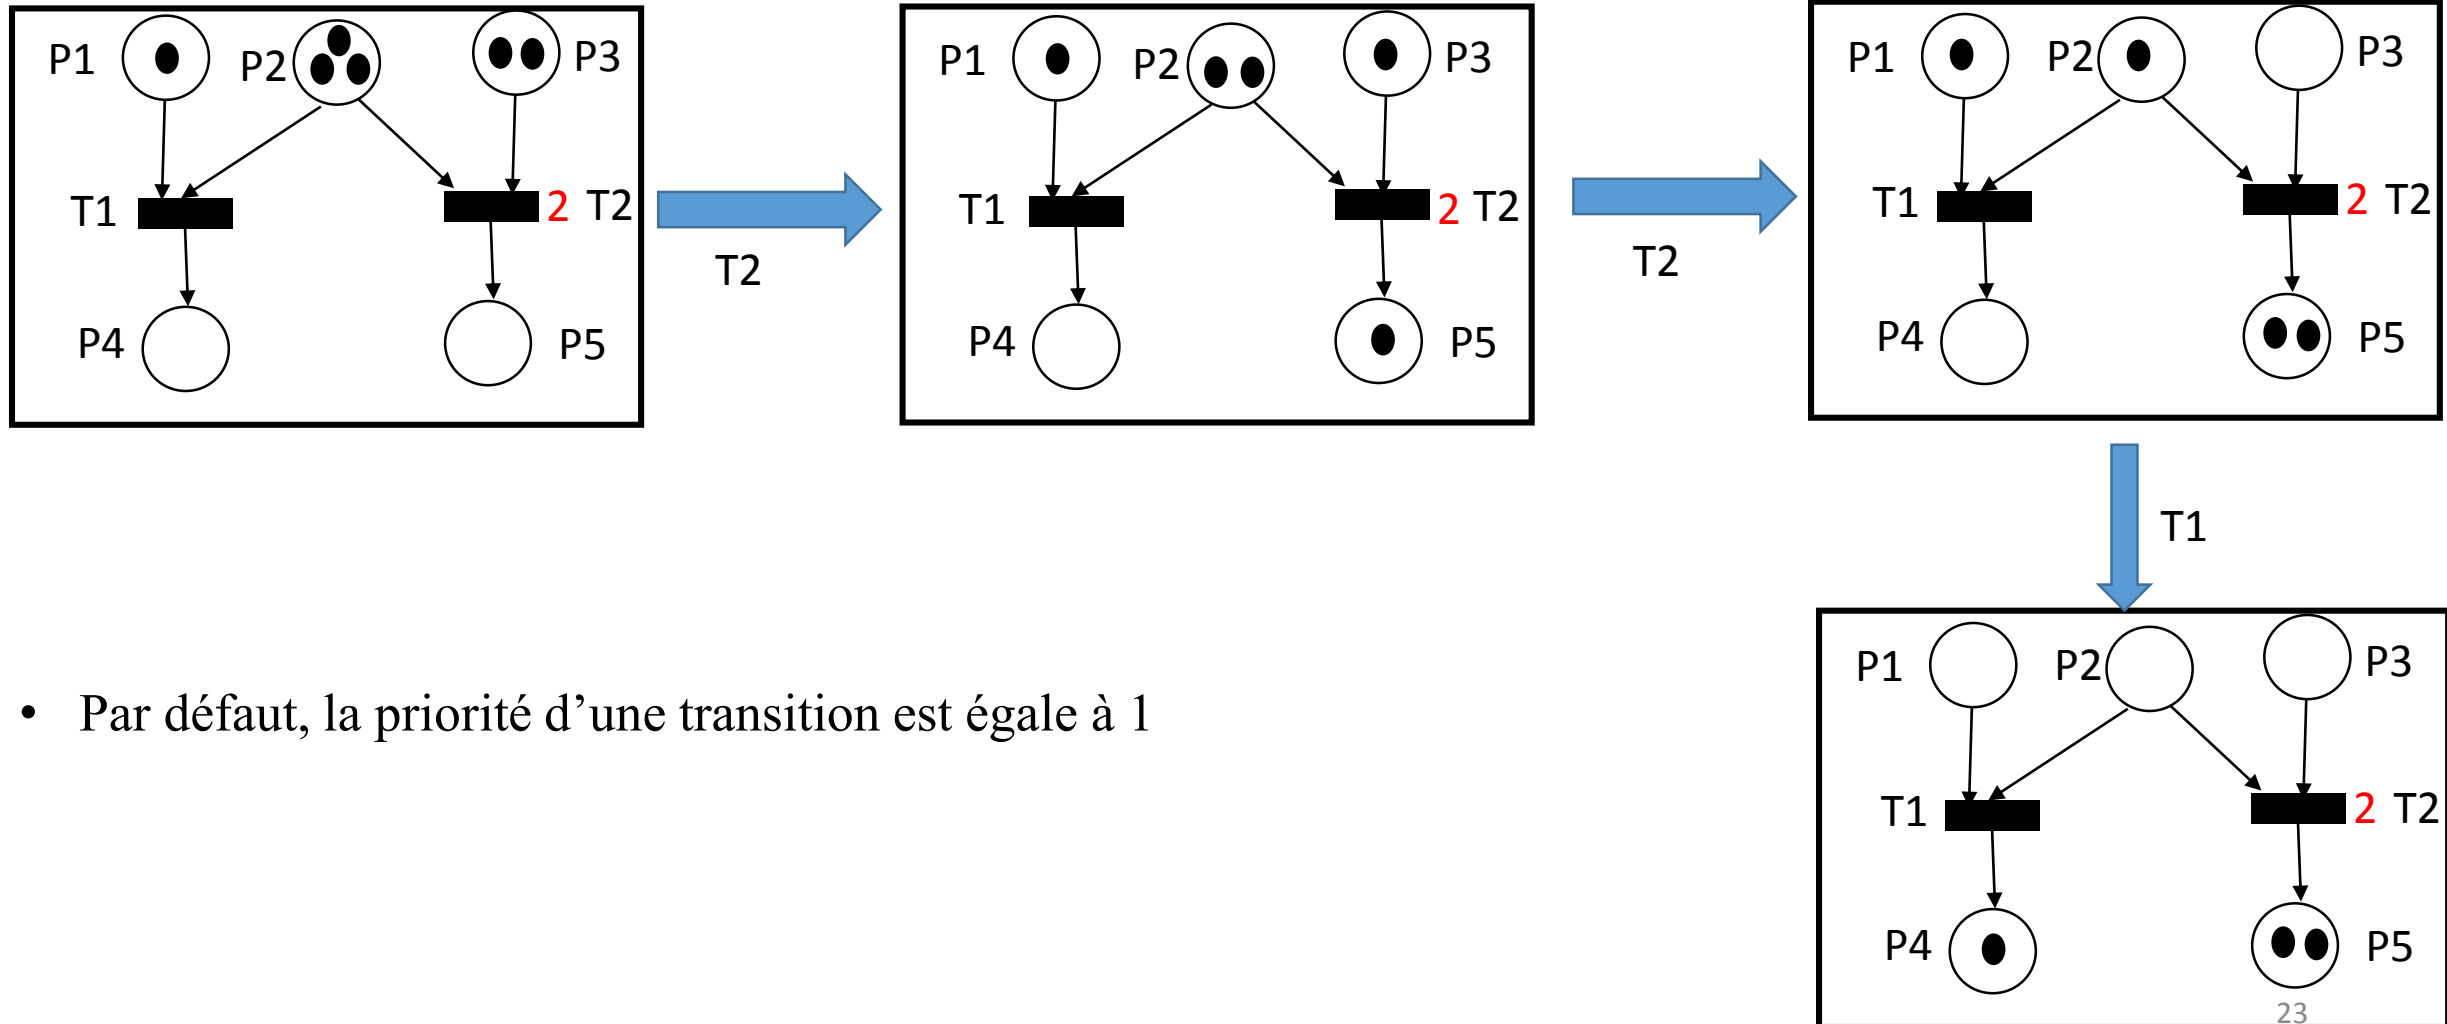 P1 P2 P3
T1 2 T2
P4 P5
T2
P1 P2 P3
T1 2 T2
P4 P5
T2
P1 P2 P3
T1 2 T2
P4 P5
T1
• Par défaut, la priorité d’une transition est égale à 1
P1 P2 P3
T1 2 T2
P4 P5
23